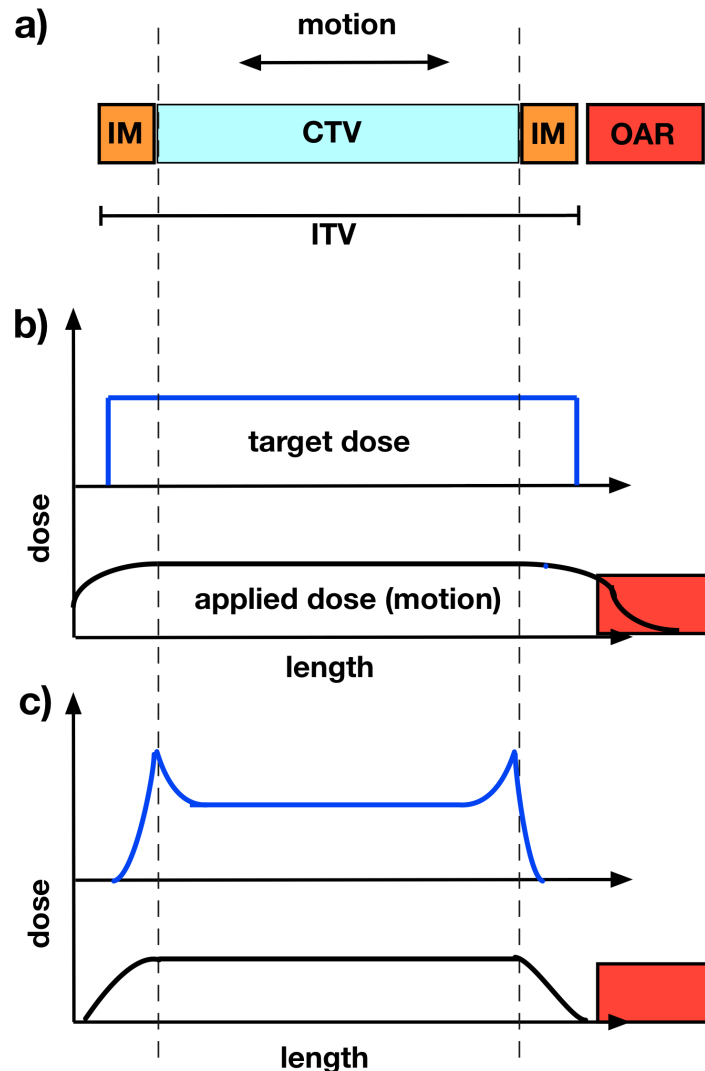 a)
motion
IM CTV IM OAR
ITV
b)
target dose
dose
applied dose (motion)
length
c)
dose
length